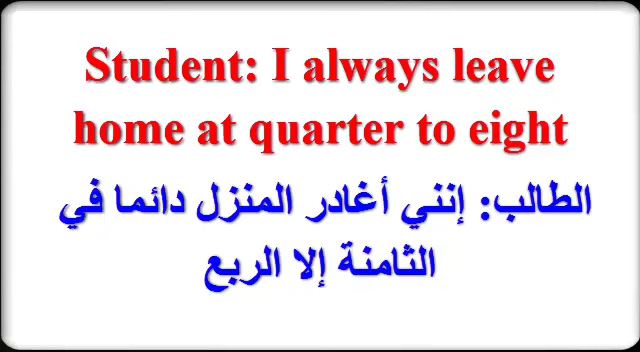 Student: I always leave
home at quarter to eight
الطالب: إنني أغادر المنزل دائما في
الثامنة إلا الربع